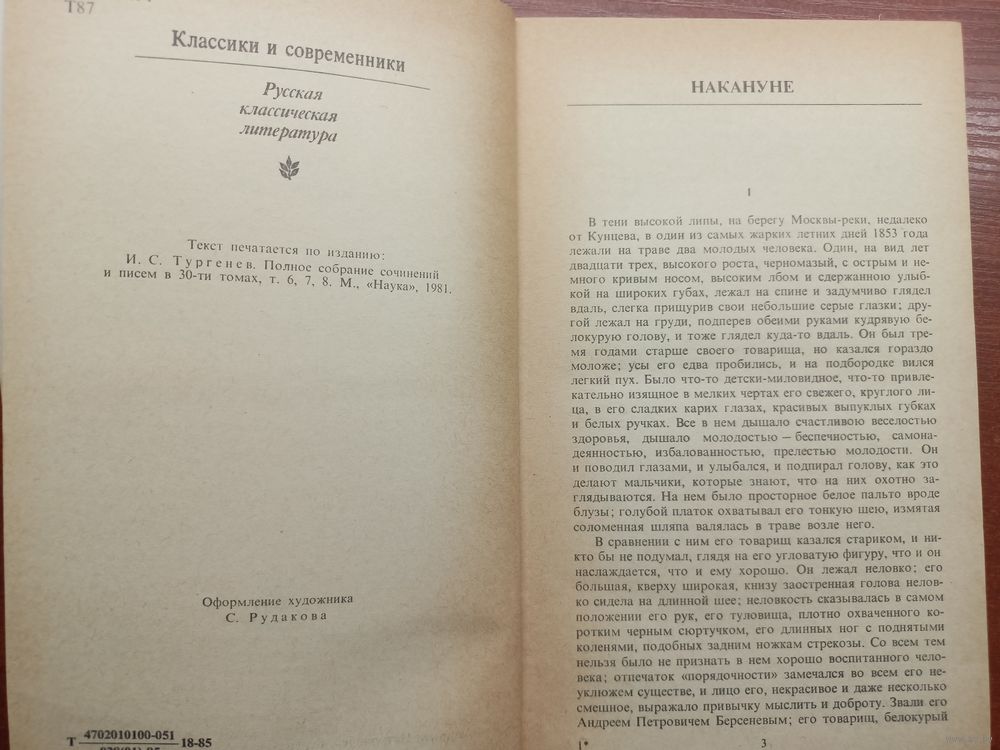 Т87
Классики и современники
Русская
классическая
литература
Текст печатается по изданию:
И. С. Тургенев. Полное собрание сочинений
и писем в 30-ти томах, т. 6, 7, 8. М., «Наука», 1981.
Оформление художника
С. Рудакова
Т 4702010100-051 18-85
НАКАНУНЕ
I
В тени высокой липы, на берегу Москвы-реки, недалеко
от Кунцева, в один из самых жарких летних дней 1853 года
лежали на траве два молодых человека. Один, на вид лет
двадцати трех, высокого роста, черномазый, с острым и не-
много кривым носом, высоким лбом и сдержанною улыб-
кой на широких губах, лежал на спине и задумчиво глядел
вдаль, слегка прищурив свои небольшие серые глазки; дру-
гой лежал на груди, подперев обеими руками кудрявую бе-
локурую голову, и тоже глядел куда-то вдаль. Он был тре-
мя годами старше своего товарища, но казался гораздо
моложе; усы его едва пробились, и на подбородке вился
легкий пух. Было что-то детски-миловидное, что-то привле-
кательно изящное в мелких чертах его свежего, круглого ли-
ца, в его сладких карих глазах, красивых выпуклых губках
и белых ручках. Все в нем дышало счастливою веселостью
здоровья, дышало молодостью — беспечностью, самона-
деянностью, избалованностью, прелестью молодости. Он
и поводил глазами, и улыбался, и подпирал голову, как это
делают мальчики, которые знают, что на них охотно за-
глядываются. На нем было просторное белое пальто вроде
блузы; голубой платок охватывал его тонкую шею, измятая
соломенная шляпа валялась в траве возле него.
В сравнении с ним его товарищ казался стариком, и ни-
кто бы не подумал, глядя на его угловатую фигуру, что и он
наслаждается, что и ему хорошо. Он лежал неловко; его
большая, кверху широкая, книзу заостренная голова нелов-
ко сидела на длинной шее; неловкость сказывалась в самом
положении его рук, его туловища, плотно охваченного ко-
ротким черным сюртучком, его длинных ног с поднятыми
коленями, подобных задним ножкам стрекозы. Со всем тем
нельзя было не признать в нем хорошо воспитанного чело-
века; отпечаток «порядочности» замечался во всем его не-
уклюжем существе, и лицо его, некрасивое и даже несколько
смешное, выражало привычку мыслить и доброту. Звали его
Андреем Петровичем Берсеневым; его товарищ, белокурый
1* 3